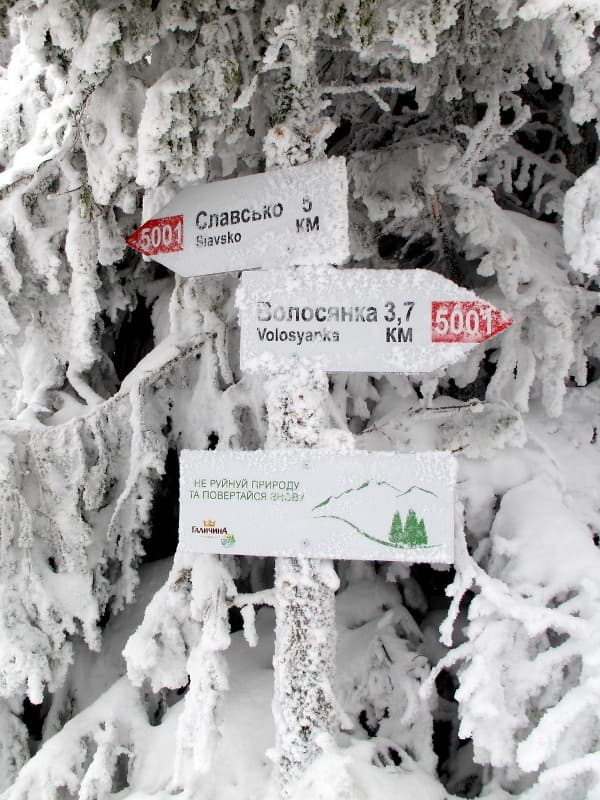 Славсько 5
5001 Slavsko КМ
Волосянка 3,7 5001
Volosyanka КМ
НЕ РУЙНУЙ ПРИРОДУ
ТА ПОВЕРТАЙСЯ ЗНОВУ
ГАЛИЧИНА